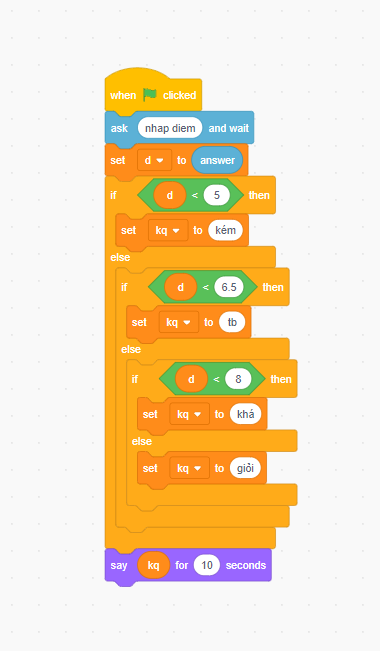 when clicked
ask nhap diem and wait
set d to answer
if d < 5 then
set kq to kém
else
if d < 6.5 then
set kq to tb
else
if d < 8 then
set kq to khá
else
set kq to giỏi
say kq for 10 seconds